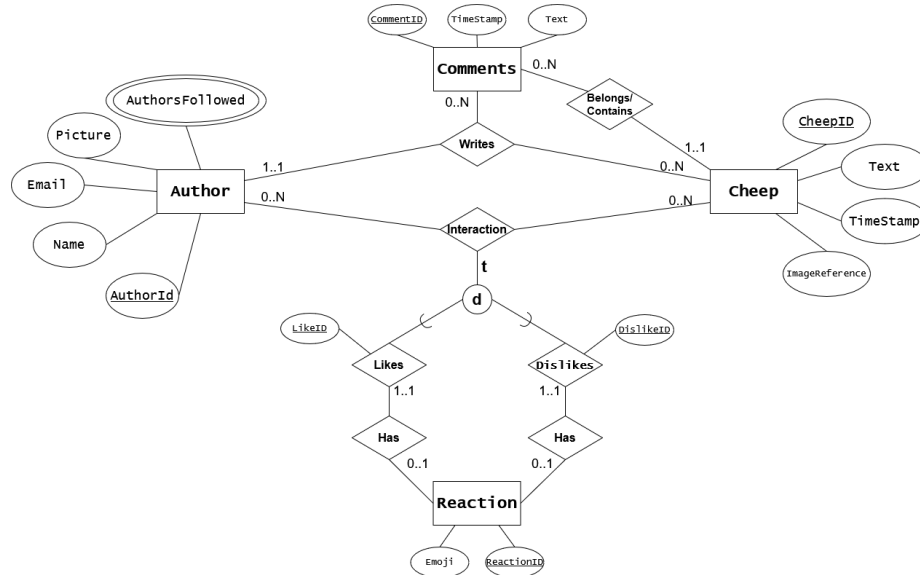 CommentID
TimeStamp
Text
Comments
0..N
0..N
AuthorsFollowed
Belongs/
Contains
Picture
0..N
CheepID
Writes
Email
1..1
1..1
0..N
Text
Author
Cheep
0..N
0..N
TimeStamp
Name
Interaction
t
AuthorId
ImageReference
d
LikeID
DislikeID
Likes
Dislikes
1..1
1..1
Has
Has
0..1
0..1
Reaction
Emoji
ReactionID